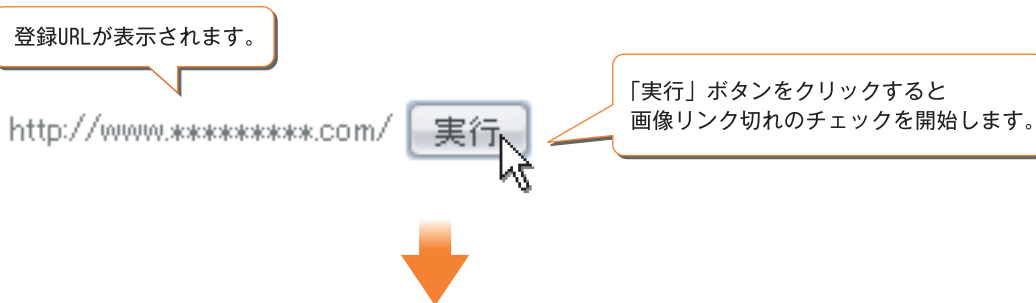 登録URLが表示されます。
「実行」ボタンをクリックすると
画像リンク切れのチェックを開始します。
http://www.*********.com/
実行